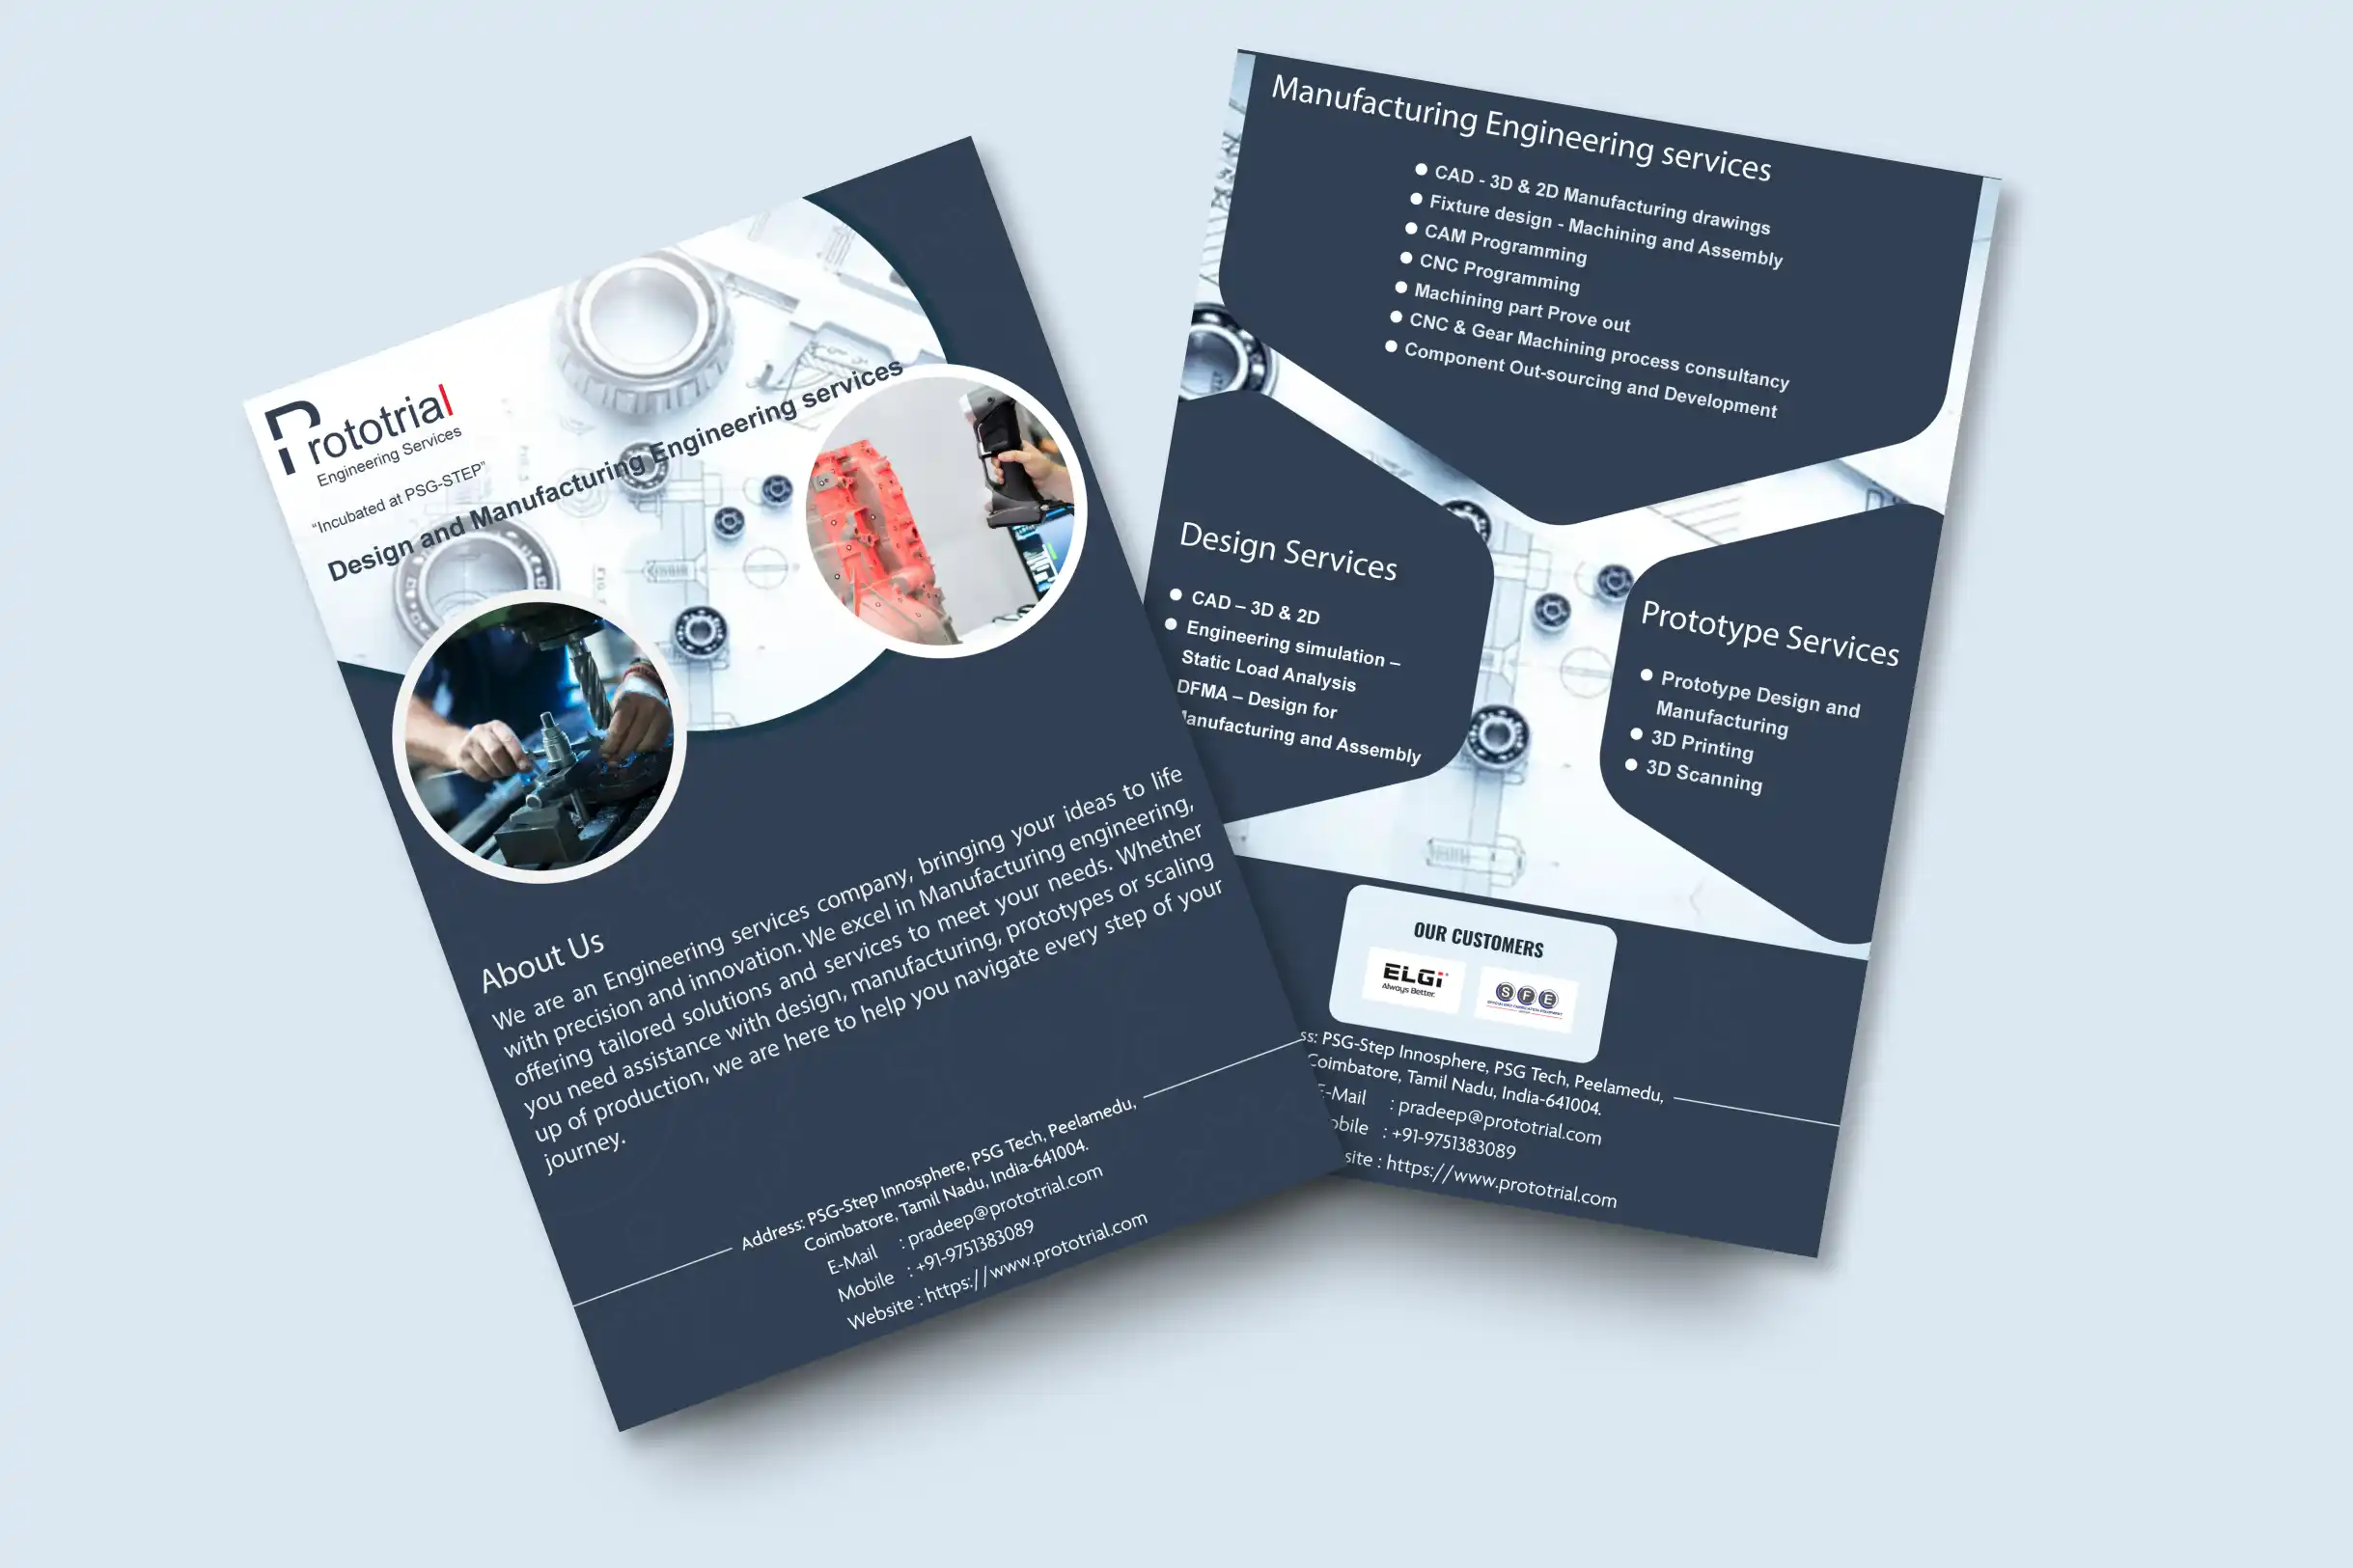 Prototrial
Engineering Services
“Incubated at PSG-STEP”
Design and Manufacturing Engineering services
About Us
We are an Engineering services company, bringing your ideas to life
with precision and innovation. We excel in Manufacturing engineering,
offering tailored solutions and services to meet your needs. Whether
you need assistance with design, manufacturing, prototypes or scaling
up of production, we are here to help you navigate every step of your
journey.
Address: PSG-Step Innosphere, PSG Tech, Peelamedu,
Coimbatore, Tamil Nadu, India-641004.
E-Mail : pradeep@prototrial.com
Mobile : +91-9751383089
Website : https://www.prototrial.com
Manufacturing Engineering services
CAD - 3D & 2D Manufacturing drawings
Fixture design - Machining and Assembly
CAM Programming
CNC Programming
Machining part Prove out
CNC & Gear Machining process consultancy
Component Out-sourcing and Development
Design Services
CAD – 3D & 2D
Engineering simulation –
Static Load Analysis
DFMA – Design for
Manufacturing and Assembly
Prototype Services
Prototype Design and
Manufacturing
3D Printing
3D Scanning
OUR CUSTOMERS
ELGi
Always Better.
SFE
ss: PSG-Step Innosphere, PSG Tech, Peelamedu,
Coimbatore, Tamil Nadu, India-641004.
E-Mail : pradeep@prototrial.com
obile : +91-9751383089
site : https://www.prototrial.com